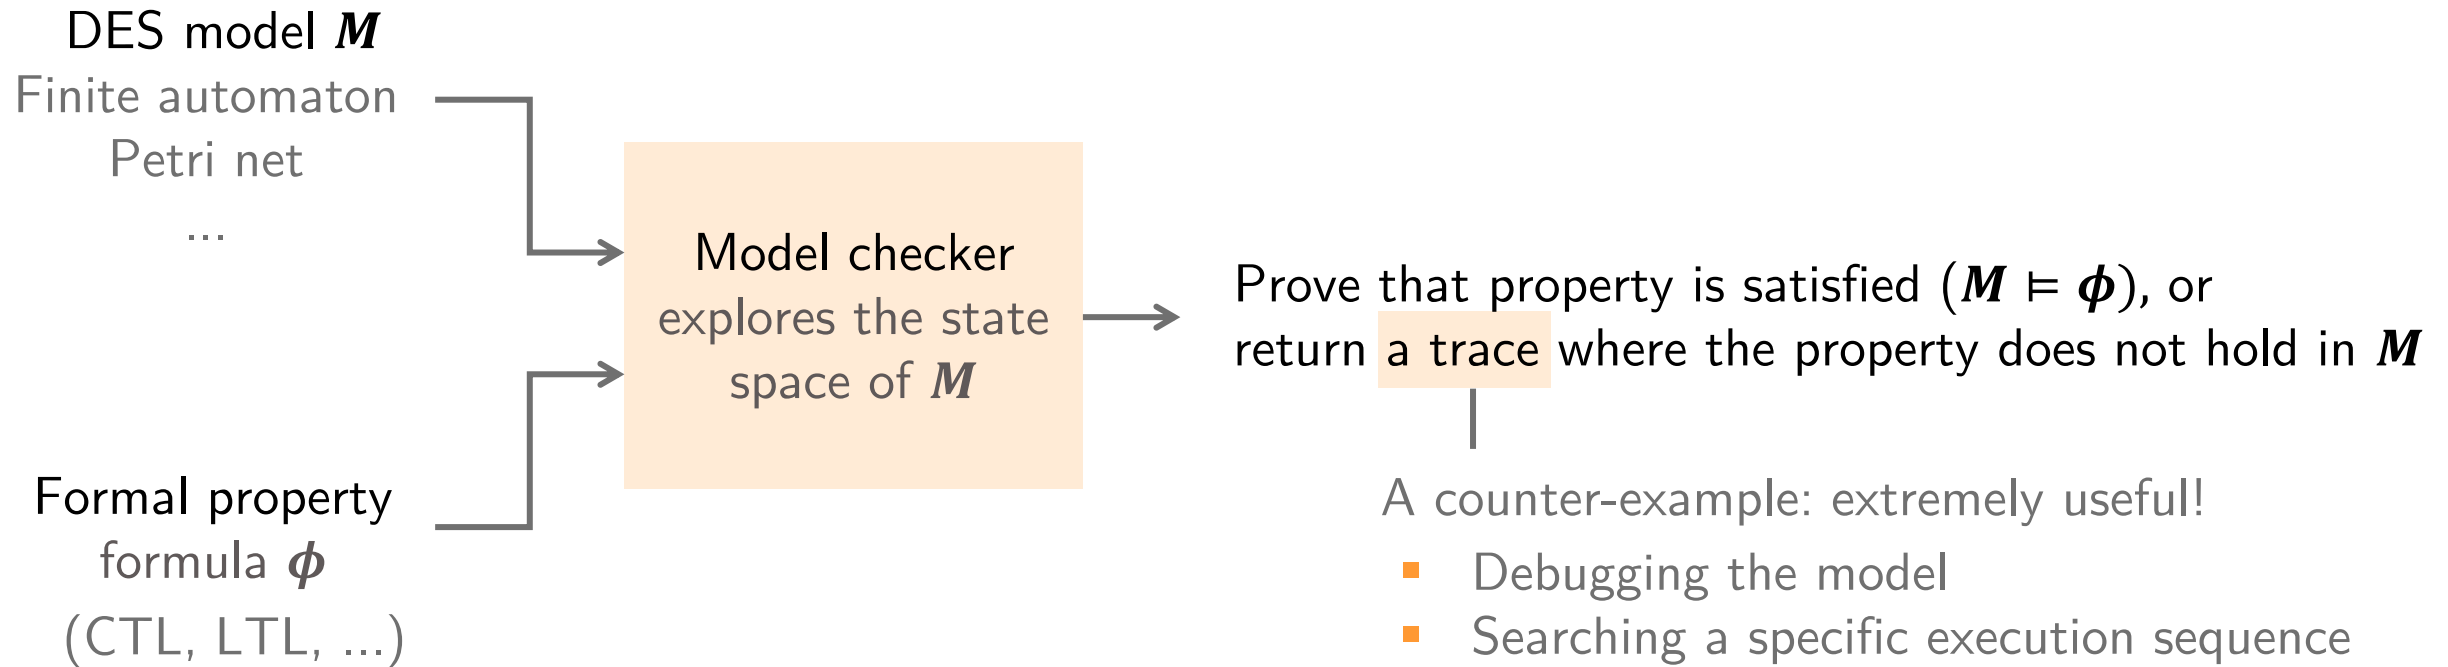 DES model M
Finite automaton
Petri net
...
Formal property
formula ϕ
(CTL, LTL, ...)
Model checker
explores the state
space of M
Prove that property is satisfied (M ⊨ ϕ), or
return a trace where the property does not hold in M
A counter-example: extremely useful!
▪ Debugging the model
▪ Searching a specific execution sequence